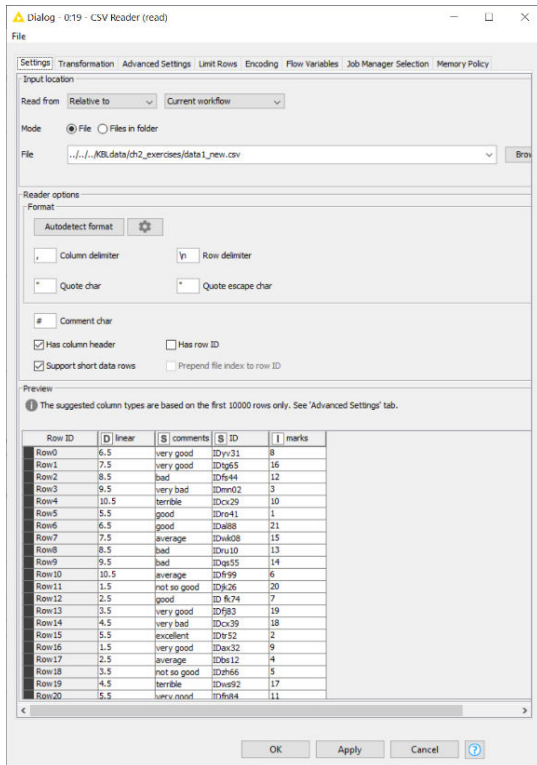 Dialog - 0:19 - CSV Reader (read)
File
Settings Transformation Advanced Settings Limit Rows Encoding Flow Variables Job Manager Selection Memory Policy
Input location
Read from Relative to Current workflow
Mode File Files in folder
File ../../../KBLdata/ch2_exercises/data1_new.csv Brow
Reader options
Format
Autodetect format
, Column delimiter \n Row delimiter
" Quote char " Quote escape char
# Comment char
Has column header Has row ID
Support short data rows Prepend file index to row ID
Preview
The suggested column types are based on the first 10000 rows only. See 'Advanced Settings' tab.
Row ID D linear S comments S ID I marks
Row0 6.5 very good IDyv31 8
Row1 7.5 very good IDtg65 16
Row2 8.5 bad IDfs44 12
Row3 9.5 very bad IDmn02 3
Row4 10.5 terrible IDcx29 10
Row5 5.5 good IDro41 1
Row6 6.5 good IDal88 21
Row7 7.5 average IDwk08 15
Row8 8.5 bad IDru10 13
Row9 9.5 bad IDqs55 14
Row10 10.5 average IDfr99 6
Row11 1.5 not so good IDjk26 20
Row12 2.5 good ID fk74 7
Row13 3.5 very good IDfj83 19
Row14 4.5 very bad IDcx39 18
Row15 5.5 excellent IDtr52 2
Row16 1.5 very good IDax32 9
Row17 2.5 average IDbs12 4
Row18 3.5 not so good IDzh66 5
Row19 4.5 terrible IDws92 17
Row20 5.5 very good IDfn84 11
OK Apply Cancel ?